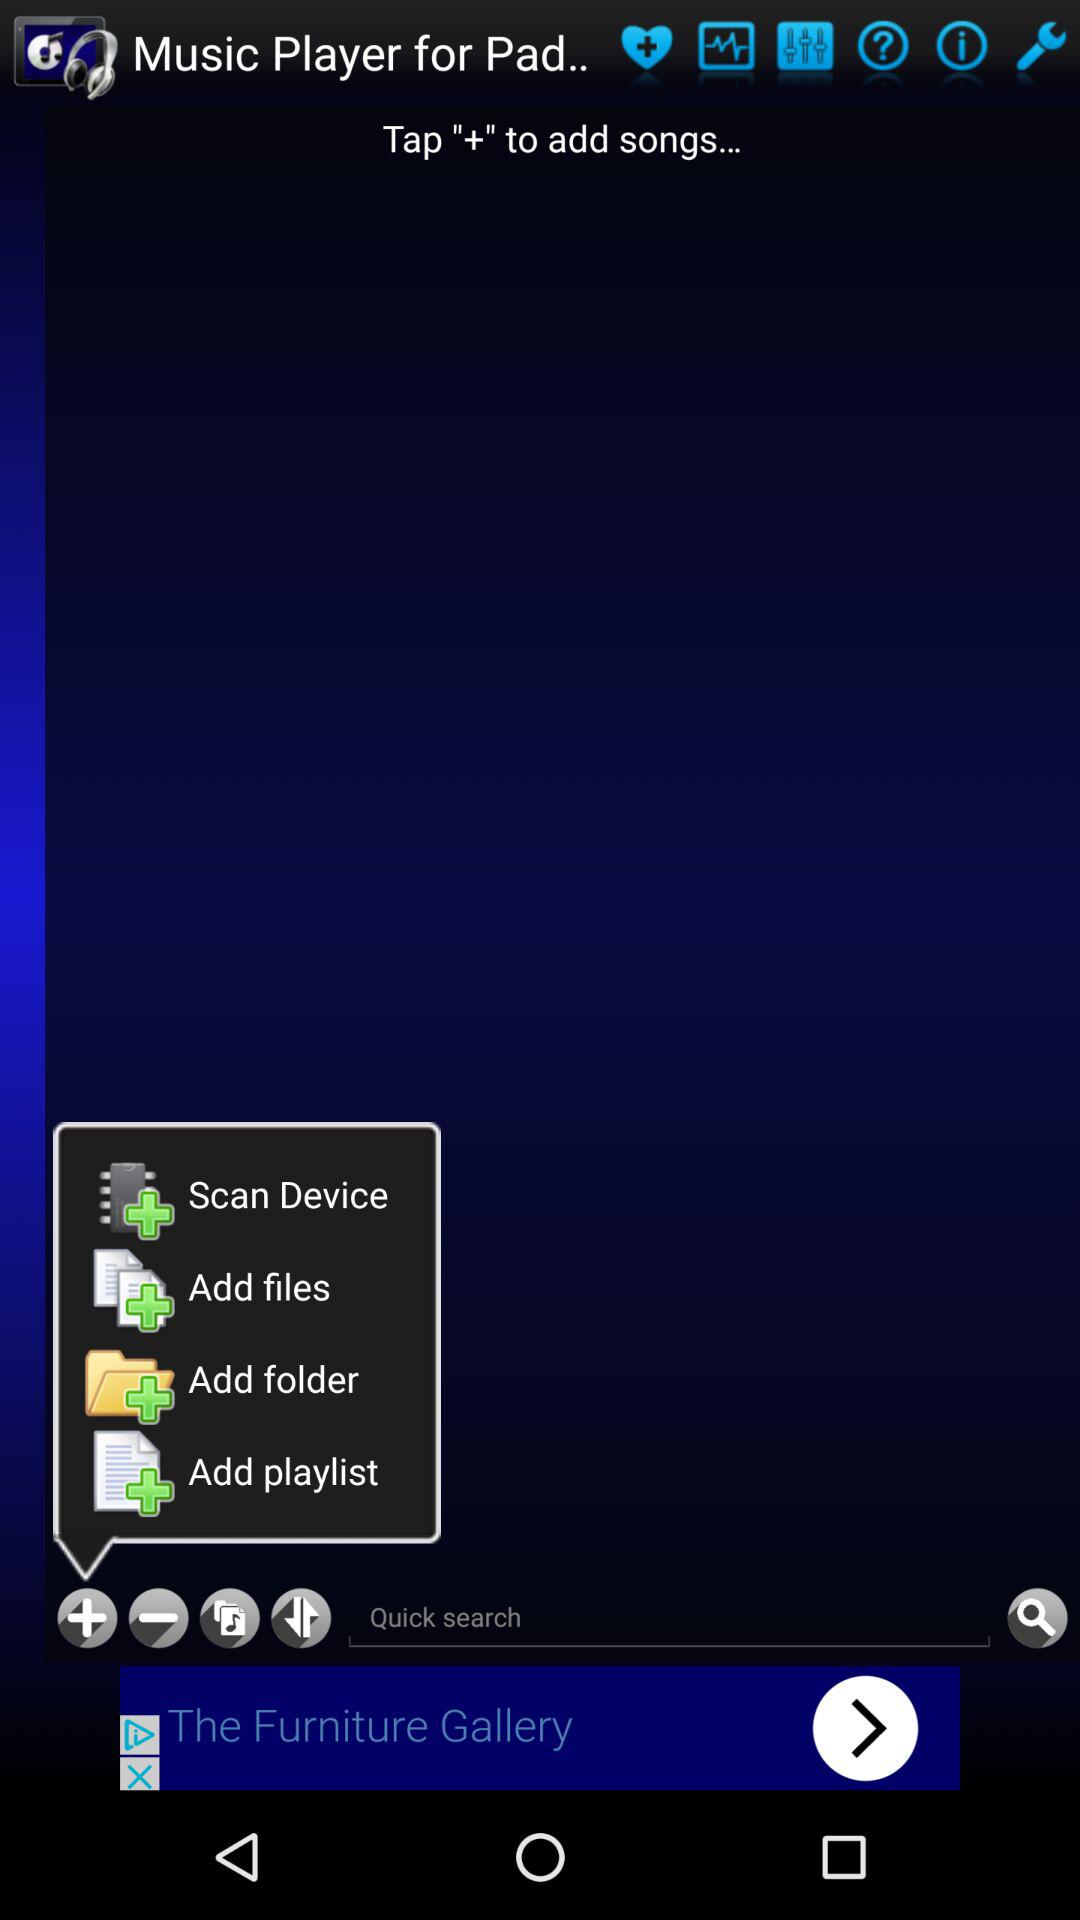 Music Player for Pad..
Tap "+" to add songs...
Scan Device
Add files
Add folder
Add playlist
Quick search
The Furniture Gallery